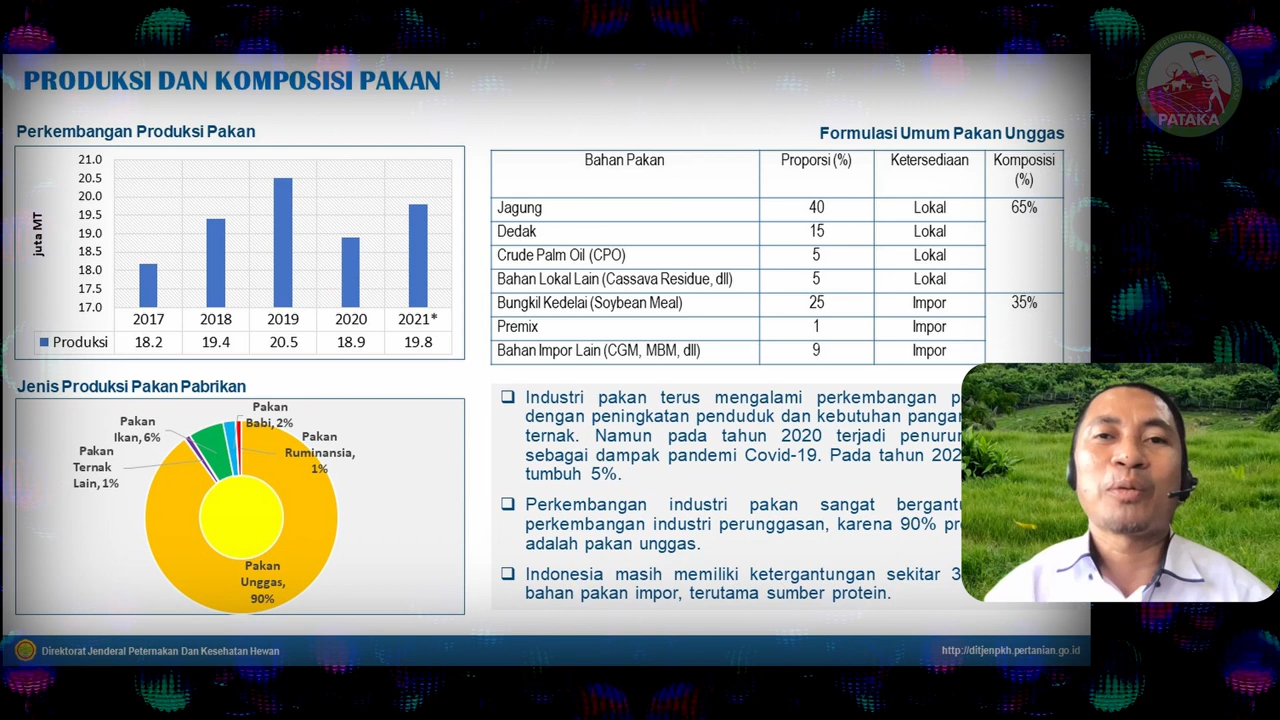 PRODUKSI DAN KOMPOSISI PAKAN
Perkembangan Produksi Pakan
21.0
20.5
20.0
19.5
19.0
18.5
18.0
17.5
17.0
juta MT
2017 2018 2019 2020 2021*
Produksi 18.2 19.4 20.5 18.9 19.8
Jenis Produksi Pakan Pabrikan
Pakan
Babi, 2%
Pakan
Ikan, 6%
Pakan
Ruminansia,
1%
Pakan
Ternak
Lain, 1%
Pakan
Unggas,
90%
Formulasi Umum Pakan Unggas
Bahan Pakan Proporsi (%) Ketersediaan Komposisi
(%)
Jagung 40 Lokal 65%
Dedak 15 Lokal
Crude Palm Oil (CPO) 5 Lokal
Bahan Lokal Lain (Cassava Residue, dll) 5 Lokal
Bungkil Kedelai (Soybean Meal) 25 Impor 35%
Premix 1 Impor
Bahan Impor Lain (CGM, MBM, dll) 9 Impor
Industri pakan terus mengalami perkembangan
dengan peningkatan penduduk dan kebutuhan
ternak. Namun pada tahun 2020 terjadi
sebagai dampak pandemi Covid-19. Pada tahun
tumbuh 5%.
Perkembangan industri pakan sangat
perkembangan industri perunggasan, karena 90%
adalah pakan unggas.
Indonesia masih memiliki ketergantungan sekitar
bahan pakan impor, terutama sumber protein.
Direktorat Jenderal Peternakan Dan Kesehatan Hewan
http://ditjenpkh.pertanian.go.id
PATAKA